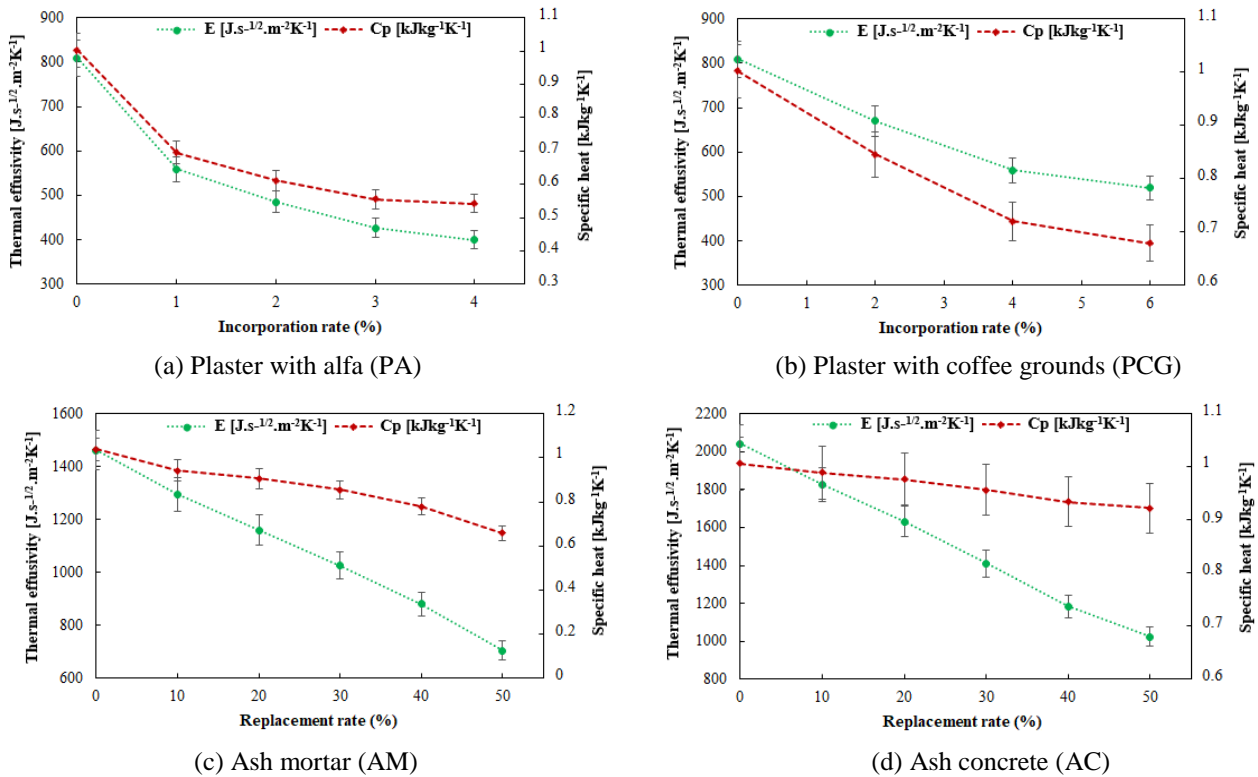 E [J.s-1/2.m-2K-1] Cp [kJkg-1K-1]
Thermal effusivity [J.s-1/2.m-2K-1]
900
800
700
600
500
400
300
1.1
1
0.9
0.8
0.7
0.6
0.5
0.4
0.3
Specific heat [kJkg-1K-1]
0 1 2 3 4
Incorporation rate (%)
(a) Plaster with alfa (PA)
E [J.s-1/2.m-2K-1] Cp [kJkg-1K-1]
Thermal effusivity [J.s-1/2.m-2K-1]
900
800
700
600
500
400
300
1.1
1
0.9
0.8
0.7
0.6
Specific heat [kJkg-1K-1]
0 1 2 3 4 5 6
Incorporation rate (%)
(b) Plaster with coffee grounds (PCG)
E [J.s-1/2.m-2K-1] Cp [kJkg-1K-1]
Thermal effusivity [J.s-1/2.m-2K-1]
1600
1400
1200
1000
800
600
1.2
1
0.8
0.6
0.4
0.2
0
Specific heat [kJkg-1K-1]
0 10 20 30 40 50
Replacement rate (%)
(c) Ash mortar (AM)
E [J.s-1/2.m-2K-1] Cp [kJkg-1K-1]
Thermal effusivity [J.s-1/2.m-2K-1]
2200
2000
1800
1600
1400
1200
1000
800
1.1
1
0.9
0.8
0.7
0.6
Specific heat [kJkg-1K-1]
0 10 20 30 40 50
Replacement rate (%)
(d) Ash concrete (AC)